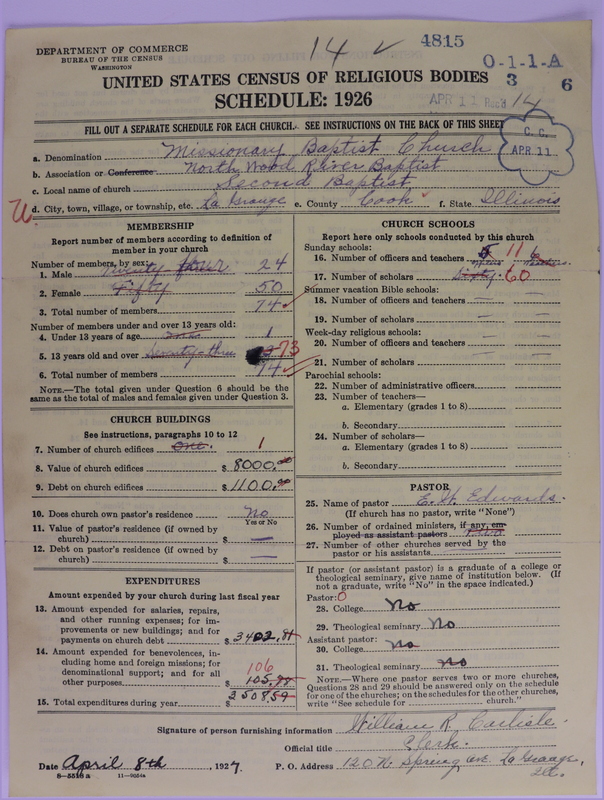 14 ✓ 4815
DEPARTMENT OF COMMERCE
BUREAU OF THE CENSUS
WASHINGTON
O-1-1-A
3 6
UNITED STATES CENSUS OF RELIGIOUS BODIES
SCHEDULE: 1926
APR 11 Rec'd 14
FILL OUT A SEPARATE SCHEDULE FOR EACH CHURCH. SEE INSTRUCTIONS ON THE BACK OF THIS SHEET
C. C.
APR. 11
a. Denomination Missionary Baptist Church
b. Association or Conference North Wood River Baptist
c. Local name of church Second Baptist
d. City, town, village, or township, etc. La Grange e. County Cook f. State Illinois
MEMBERSHIP
Report number of members according to definition of
member in your church
Number of members, by sex:
1. Male Twenty four 24
2. Female Fifty 50
3. Total number of members 74
Number of members under and over 13 years old:
4. Under 13 years of age one 1
5. 13 years old and over Seventy-three 73
6. Total number of members 74
NOTE.—The total given under Question 6 should be
same as the total of males and females given under Question 3.
CHURCH BUILDINGS
See instructions, paragraphs 10 to 12
7. Number of church edifices One. 1
8. Value of church edifices $ 8000.00
9. Debt on church edifices $ 1100.00
10. Does church own pastor's residence No
Yes or No
11. Value of pastor's residence (if owned by
church) $ —
12. Debt on pastor's residence (if owned by
church) $ —
EXPENDITURES
Amount expended by your church during last fiscal year
13. Amount expended for salaries, repairs,
and other running expenses; for im-
provements or new buildings; and for
payments on church debt $ 3402.81
14. Amount expended for benevolences, in-
cluding home and foreign missions; for
denominational support; and for all
other purposes 106
$ 105.
15. Total expenditures during year $ 2508.59
CHURCH SCHOOLS
Report here only schools conducted by this church
Sunday schools:
16. Number of officers and teachers 5 11 6
17. Number of scholars Sixty 60
Summer vacation Bible schools:
18. Number of officers and teachers — —
19. Number of scholars — —
Week-day religious schools:
20. Number of officers and teachers — —
21. Number of scholars — —
Parochial schools:
22. Number of administrative officers
23. Number of teachers—
a. Elementary (grades 1 to 8)
b. Secondary
24. Number of scholars—
a. Elementary (grades 1 to 8)
b. Secondary
PASTOR
25. Name of pastor E. H. Edwards.
(If church has no pastor, write "None")
26. Number of ordained ministers, if any, em-
ployed as assistant pastors Two
27. Number of other churches served by the
pastor or his assistants
If pastor (or assistant pastor) is a graduate of a college or
theological seminary, give name of institution below. (If
not a graduate, write "No" in the space indicated.)
Pastor: O
28. College No
29. Theological seminary No
Assistant pastor:
30. College No
31. Theological seminary No
NOTE.—Where one pastor serves two or more churches,
Questions 28 and 29 should be answered only on the schedule
for one of the churches; on the schedules for the other churches,
write "See schedule for church."
Signature of person furnishing information William R. Carlisle.
Official title Clerk.
Date April 8th, 1927. P. O. Address 120 N Spring ave. La Grange,
Ill.
8—5516 a 11—9264a